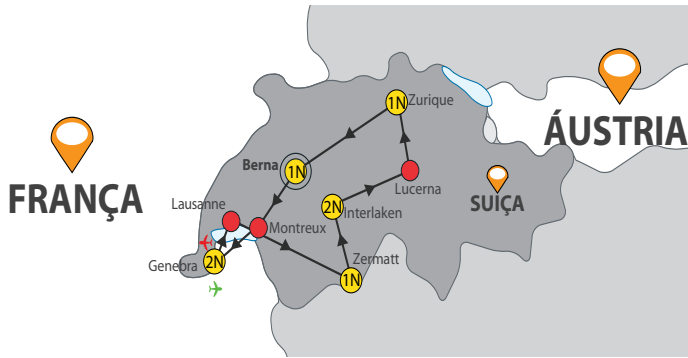 1N Zurique
ÁUSTRIA
Berna
1N
FRANÇA
Lucerna
SUIÇA
Lausanne
2N
Interlaken
Montreux
Genebra
2N
Zermatt
1N